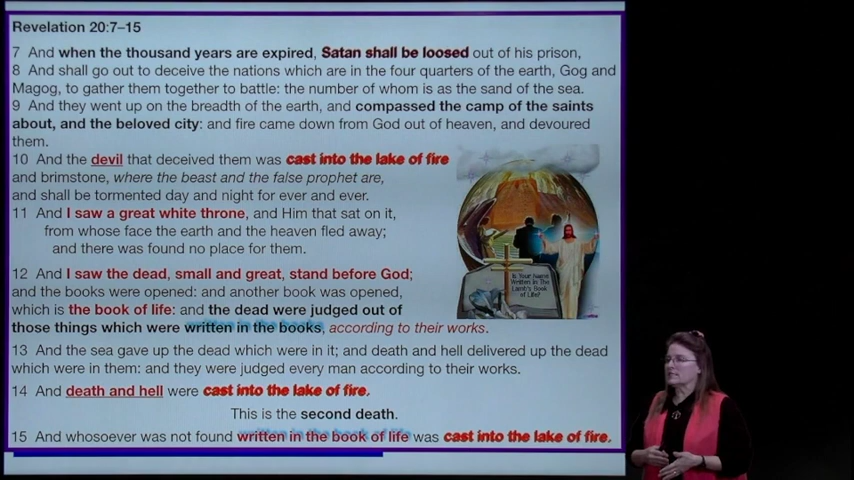 Revelation 20:7–15
7 And when the thousand years are expired, Satan shall be loosed out of his prison,
8 And shall go out to deceive the nations which are in the four quarters of the earth, Gog and
Magog, to gather them together to battle: the number of whom is as the sand of the sea.
9 And they went up on the breadth of the earth, and compassed the camp of the saints
about, and the beloved city: and fire came down from God out of heaven, and devoured
them.
10 And the devil that deceived them was cast into the lake of fire
and brimstone, where the beast and the false prophet are,
and shall be tormented day and night for ever and ever.
11 And I saw a great white throne, and Him that sat on it,
from whose face the earth and the heaven fled away;
and there was found no place for them.
12 And I saw the dead, small and great, stand before God;
and the books were opened: and another book was opened,
which is the book of life: and the dead were judged out of
those things which were written in the books, according to their works.
Is Your Name
Written In The
Lamb's Book
of Life?
13 And the sea gave up the dead which were in it; and death and hell delivered up the dead
which were in them: and they were judged every man according to their works.
14 And death and hell were cast into the lake of fire.
This is the second death.
15 And whosoever was not found written in the book of life was cast into the lake of fire.